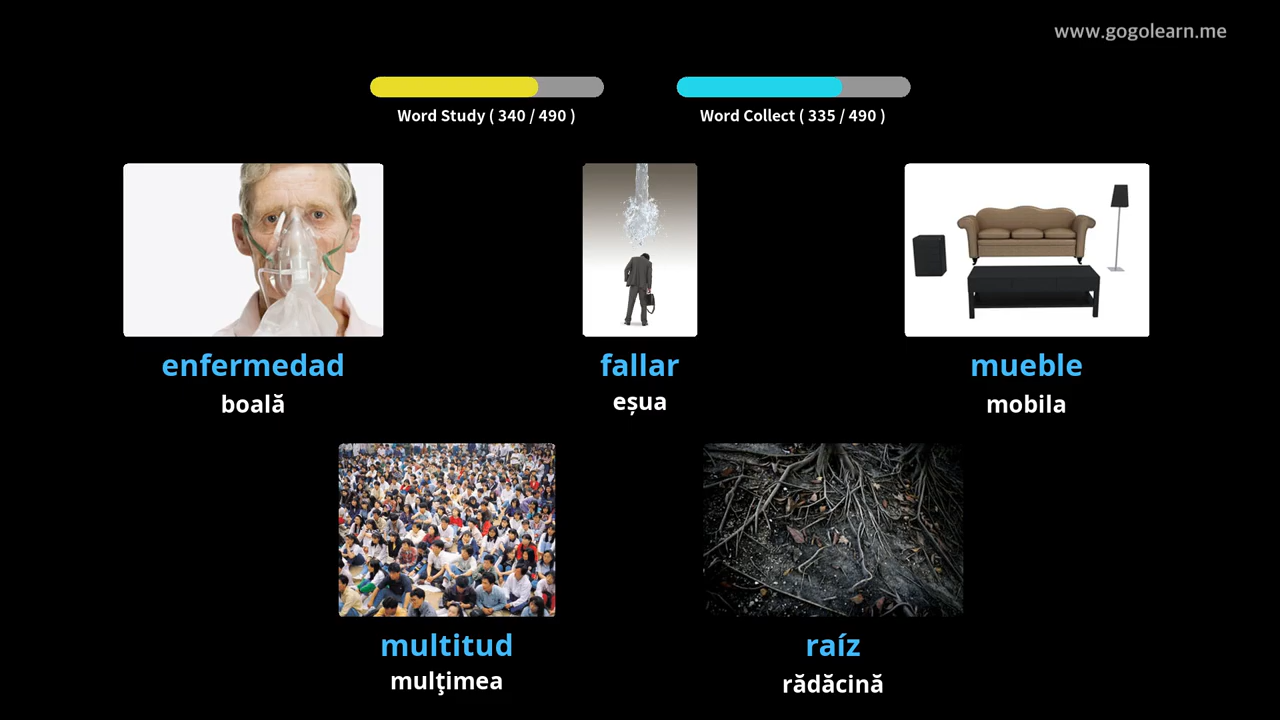 www.gogolearn.me
Word Study ( 340 / 490 )
Word Collect ( 335 / 490 )
enfermedad
boală
fallar
eșua
mueble
mobila
multitud
mulţimea
raíz
rădăcină